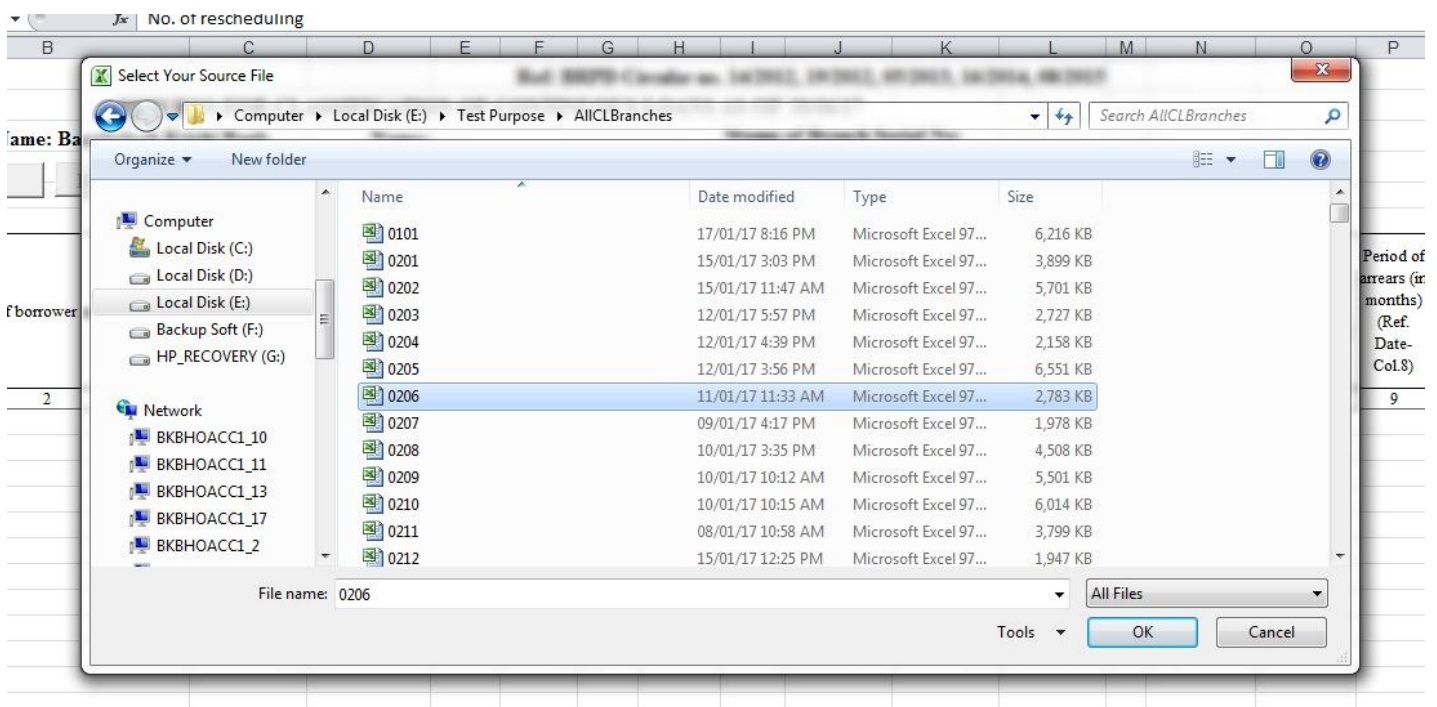 fx No. of rescheduling
B C D E F G H I J K L M N O P
Select Your Source File
Computer Local Disk (E:) Test Purpose AllCLBranches Search AllCLBranches
Organize New folder
Name Date modified Type Size
Computer
Local Disk (C:)
Local Disk (D:)
Local Disk (E:)
Backup Soft (F:)
HP_RECOVERY (G:)
Network
BKBHOACC1_10
BKBHOACC1_11
BKBHOACC1_13
BKBHOACC1_17
BKBHOACC1_2
0101 17/01/17 8:16 PM Microsoft Excel 97... 6,216 KB
0201 15/01/17 3:03 PM Microsoft Excel 97... 3,899 KB
0202 15/01/17 11:47 AM Microsoft Excel 97... 5,701 KB
0203 12/01/17 5:57 PM Microsoft Excel 97... 2,727 KB
0204 12/01/17 4:39 PM Microsoft Excel 97... 2,158 KB
0205 12/01/17 3:56 PM Microsoft Excel 97... 6,551 KB
0206 11/01/17 11:33 AM Microsoft Excel 97... 2,783 KB
0207 09/01/17 4:17 PM Microsoft Excel 97... 1,978 KB
0208 10/01/17 3:35 PM Microsoft Excel 97... 4,508 KB
0209 10/01/17 10:12 AM Microsoft Excel 97... 5,501 KB
0210 10/01/17 10:15 AM Microsoft Excel 97... 6,014 KB
0211 08/01/17 10:58 AM Microsoft Excel 97... 3,799 KB
0212 15/01/17 12:25 PM Microsoft Excel 97... 1,947 KB
File name: 0206 All Files
Tools OK Cancel
ame: Ba
f borrower
2
Period of
arrears (in
months)
(Ref.
Date-
Col.8)
9